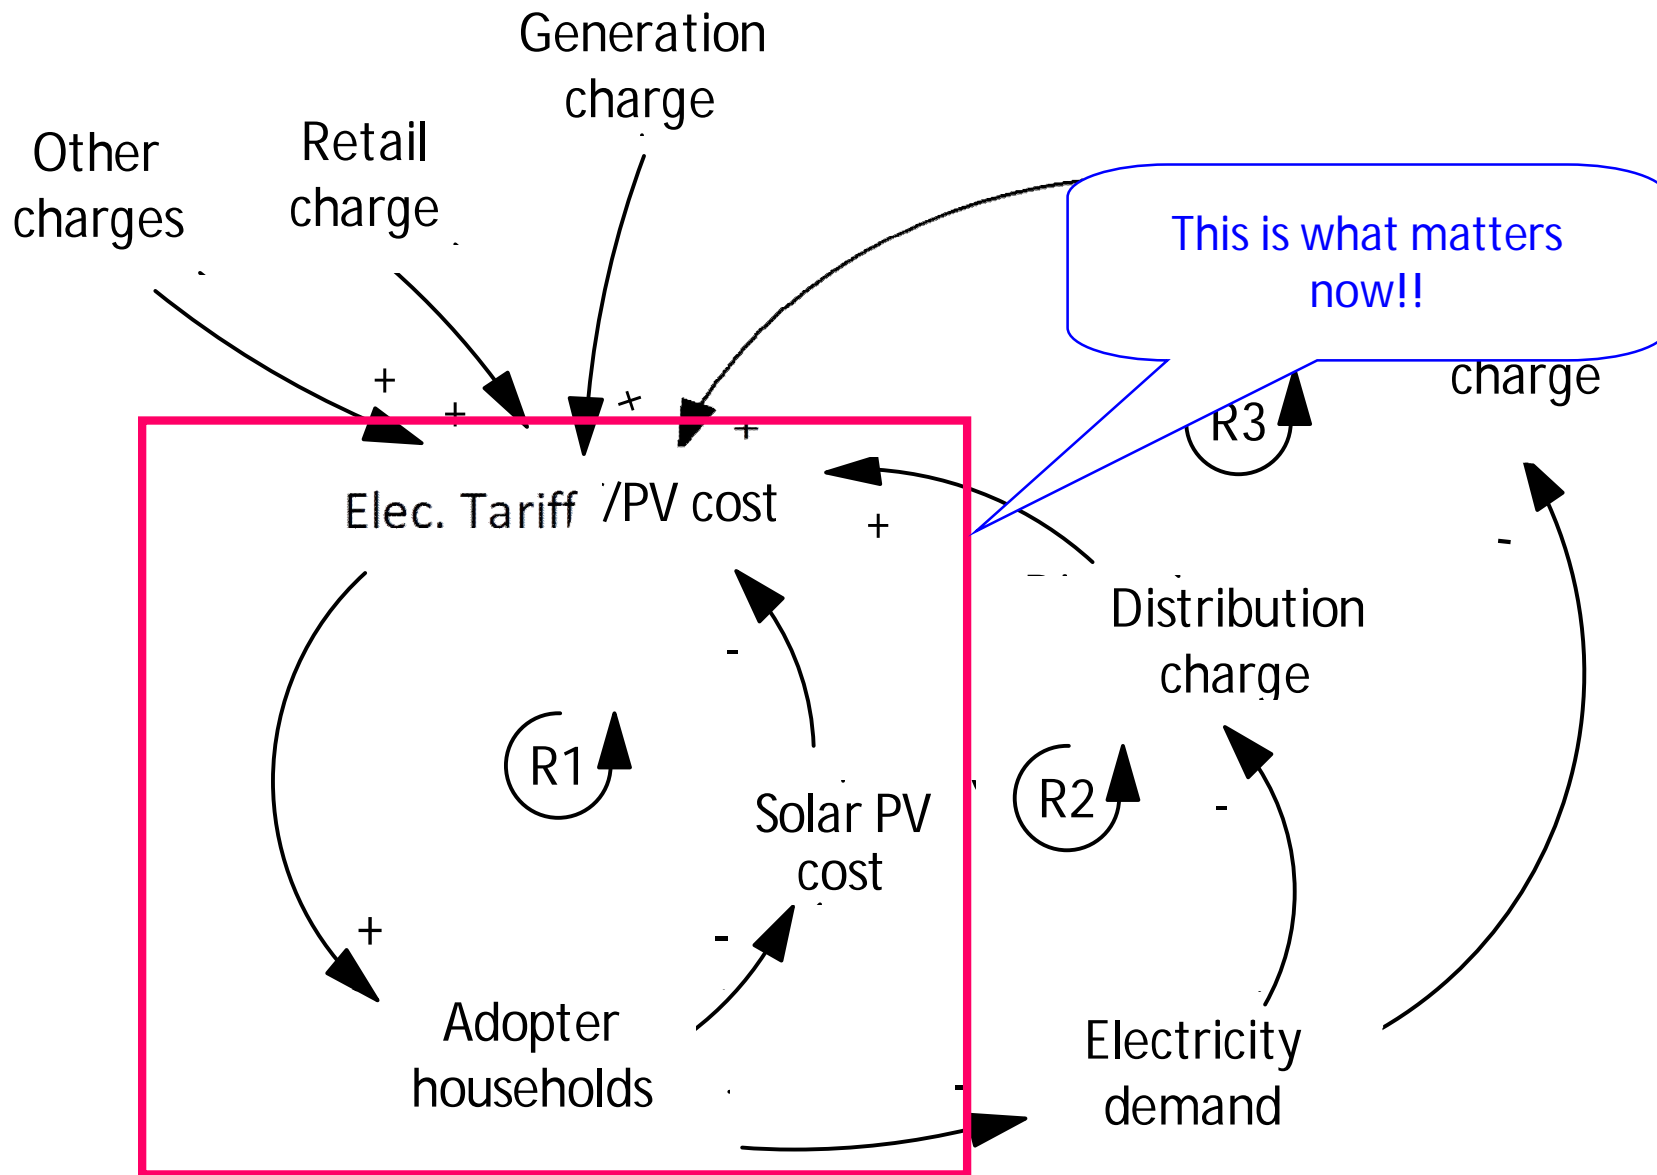 Generation
charge
Other
charges
Retail
charge
This is what matters
now!!
charge
R3
+
+
+
+
Elec. Tariff /PV cost
+
-
Distribution
charge
-
R1
R2
Solar PV
cost
-
+
-
Adopter
households
Electricity
demand
-